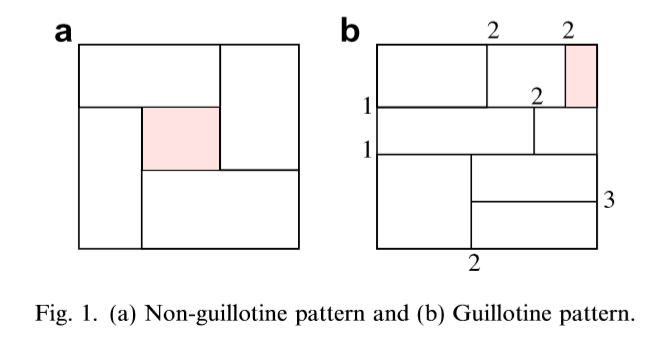 a
b
2 2
1
2
1
3
2
Fig. 1. (a) Non-guillotine pattern and (b) Guillotine pattern.